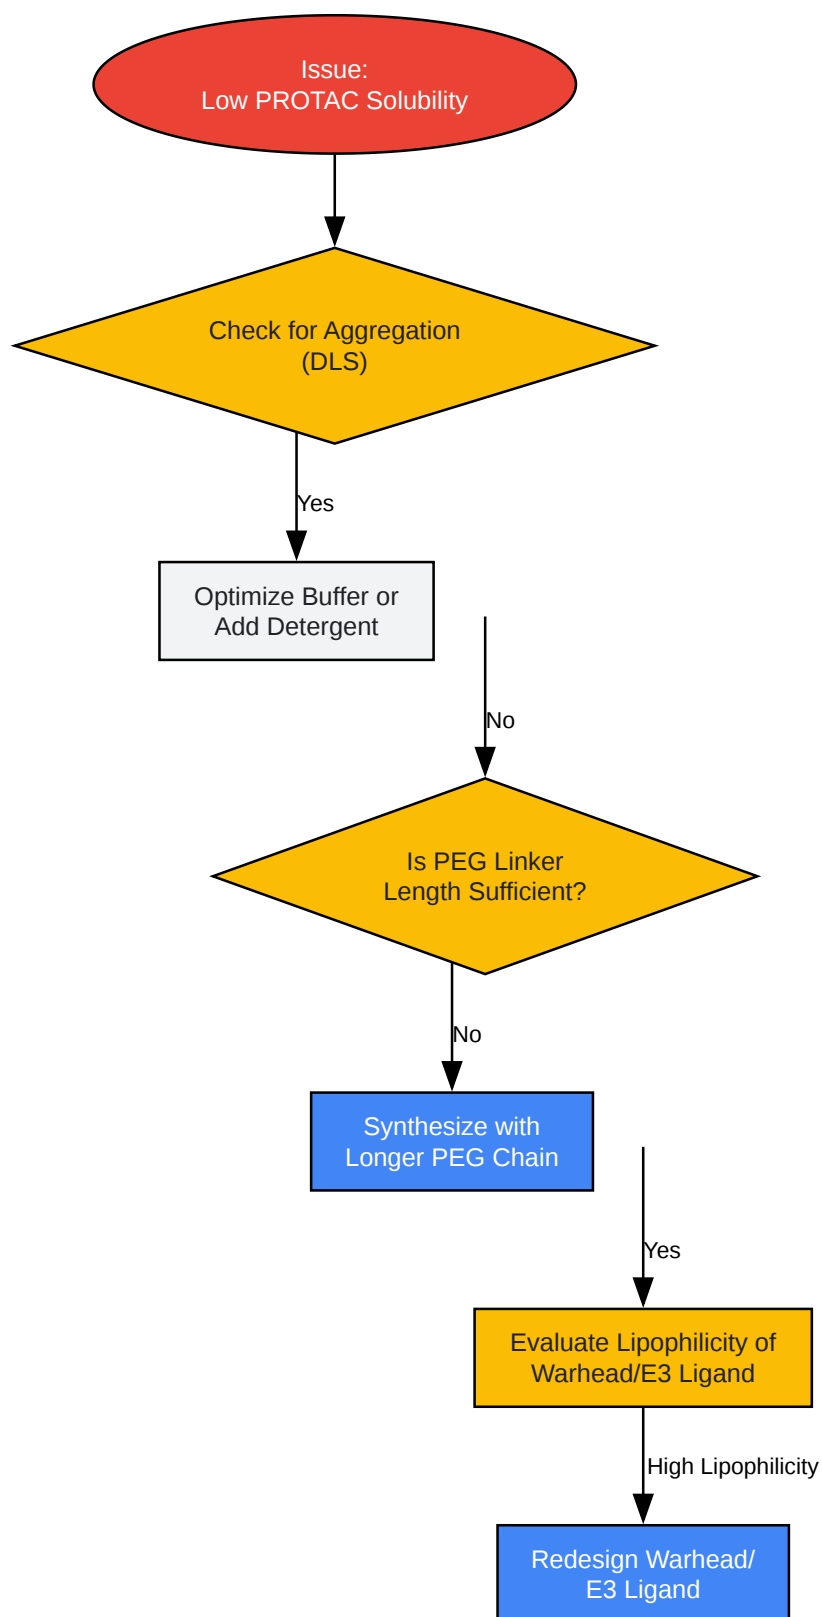 Issue:
Low PROTAC Solubility
Check for Aggregation
(DLS)
Yes
Optimize Buffer or
Add Detergent
No
Is PEG Linker
Length Sufficient?
No
Synthesize with
Longer PEG Chain
Yes
Evaluate Lipophilicity of
Warhead/E3 Ligand
High Lipophilicity
Redesign Warhead/
E3 Ligand